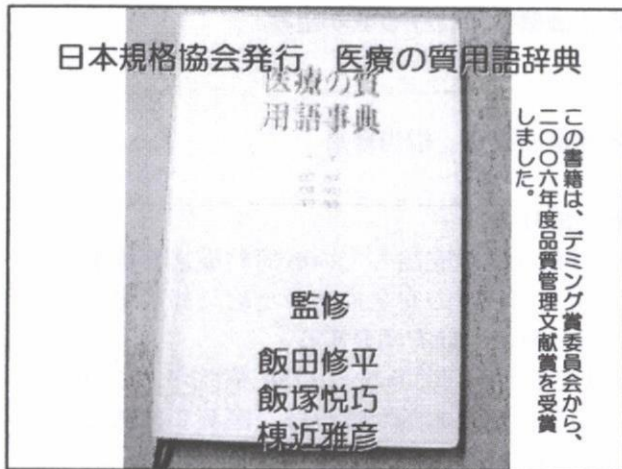 日本規格協会発行　医療の質用語辞典
医療の質
用語事典
監修
飯田修平
飯塚悦巧
棟近雅彦
この書籍は、デミング賞委員会から、
二〇〇六年度品質管理文献賞を受賞
しました。